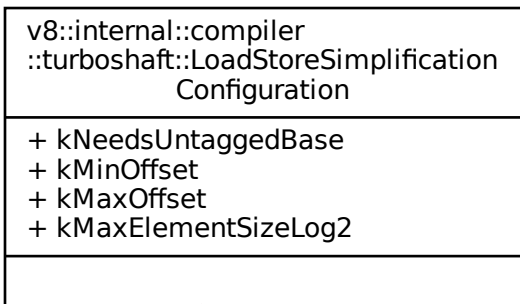 v8::internal::compiler
::turboshaft::LoadStoreSimplification
Configuration
+ kNeedsUntaggedBase
+ kMinOffset
+ kMaxOffset
+ kMaxElementSizeLog2